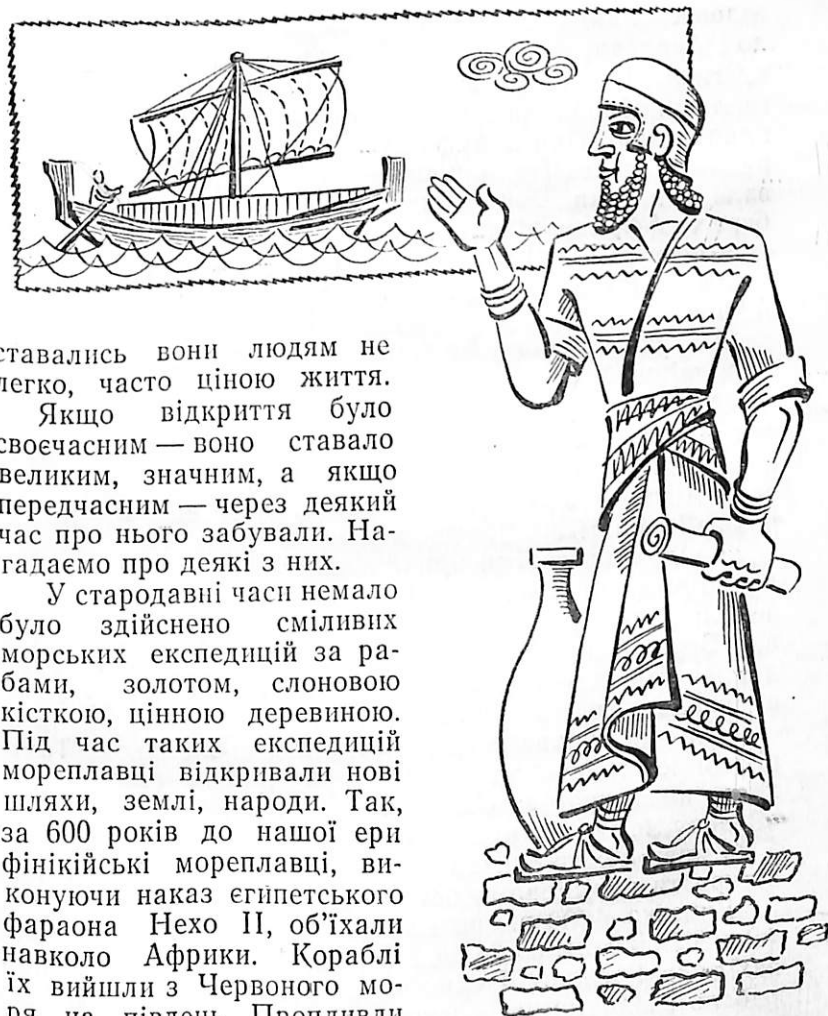 ставались вони людям не
легко, часто ціною життя.
Якщо відкриття було
своєчасним — воно ставало
великим, значним, а якщо
передчасним — через деякий
час про нього забували. На-
гадаємо про деякі з них.
У стародавні часи немало
було здійснено сміливих
морських експедицій за ра-
бами, золотом, слоновою
кісткою, цінною деревиною.
Під час таких експедицій
мореплавці відкривали нові
шляхи, землі, народи. Так,
за 600 років до нашої ери
фінікійські мореплавці, ви-
конуючи наказ єгипетського
фараона Нехо II, об’їхали
навколо Африки. Кораблі
їх вийшли з Червоного мо-
ря на південь. Пропливли